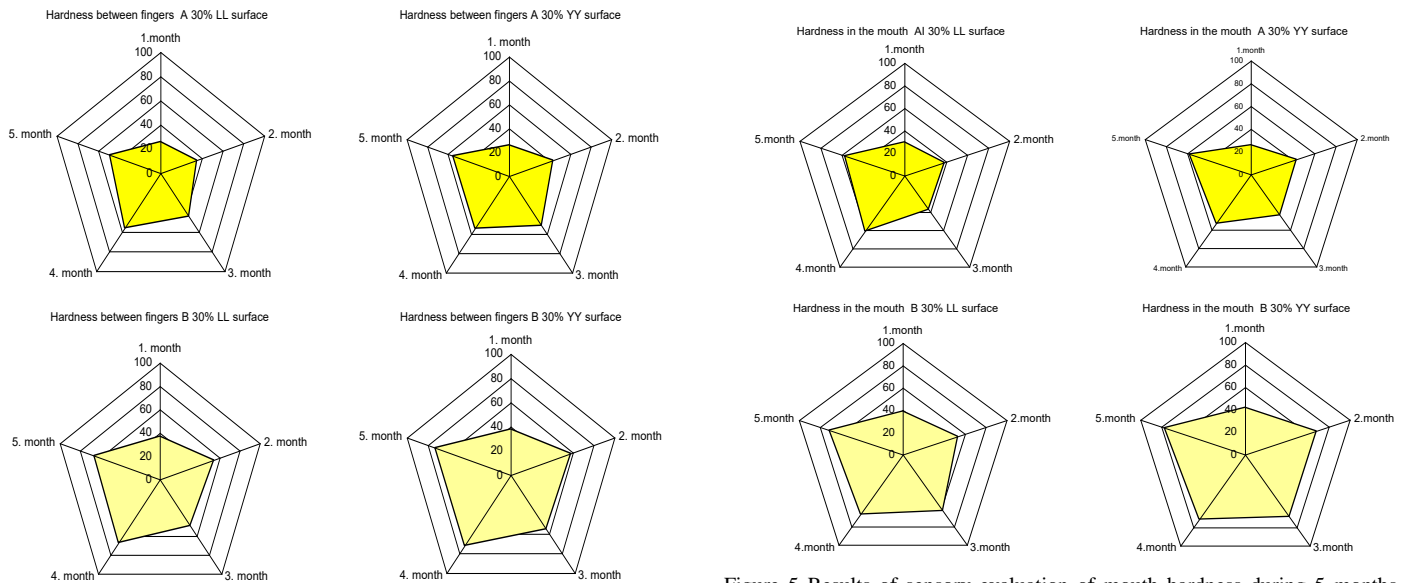 Hardness between fingers A 30% LL surface
1.month
100
80
60
40
20
0
5. month
2. month
4. month
3. month
Hardness between fingers A 30% YY surface
1. month
100
80
60
40
20
0
5. month
2. month
4. month
3. month
Hardness in the mouth Al 30% LL surface
1.month
100
80
60
40
20
0
5.month
2.month
4.month
3.month
Hardness in the mouth A 30% YY surface
1.month
100
80
60
40
20
0
5.month
2.month
4.month
3.month
Hardness between fingers B 30% LL surface
1. month
100
80
60
40
20
0
5. month
2. month
4. month
3. month
Hardness between fingers B 30% YY surface
1. month
100
80
60
40
20
0
5. month
2. month
4. month
3. month
Hardness in the mouth B 30% LL surface
1.month
100
80
60
40
20
0
5.month
2.month
4.month
3.month
Hardness in the mouth B 30% YY surface
1.month
100
80
60
40
20
0
5.month
2.month
4.month
3.month
Figure 5 Results of sensory evaluation of mouth hardness during 5 months